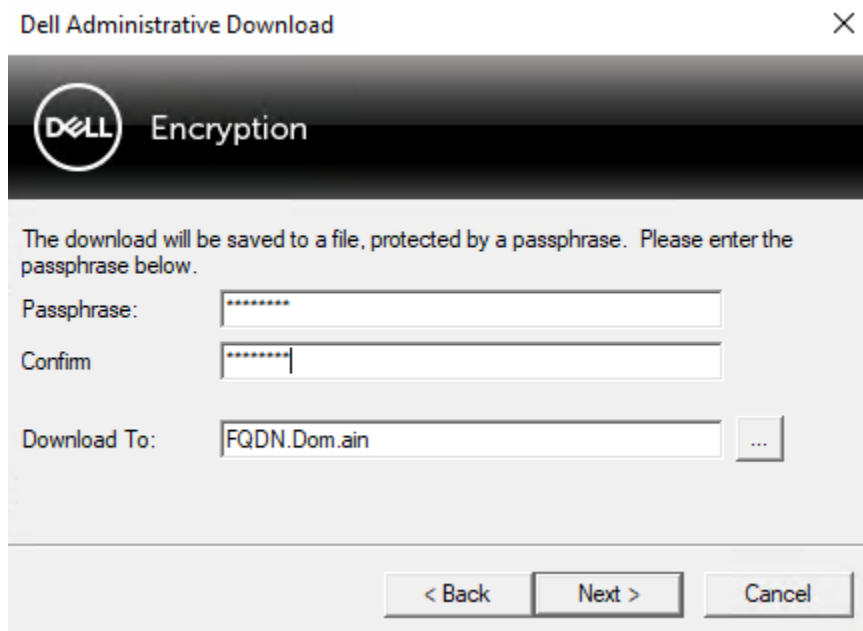 Dell Administrative Download
DELL
Encryption
The download will be saved to a file, protected by a passphrase. Please enter the
passphrase below.
Passphrase: ********
Confirm ********
Download To: FQDN.Dom.ain ...
< Back Next > Cancel